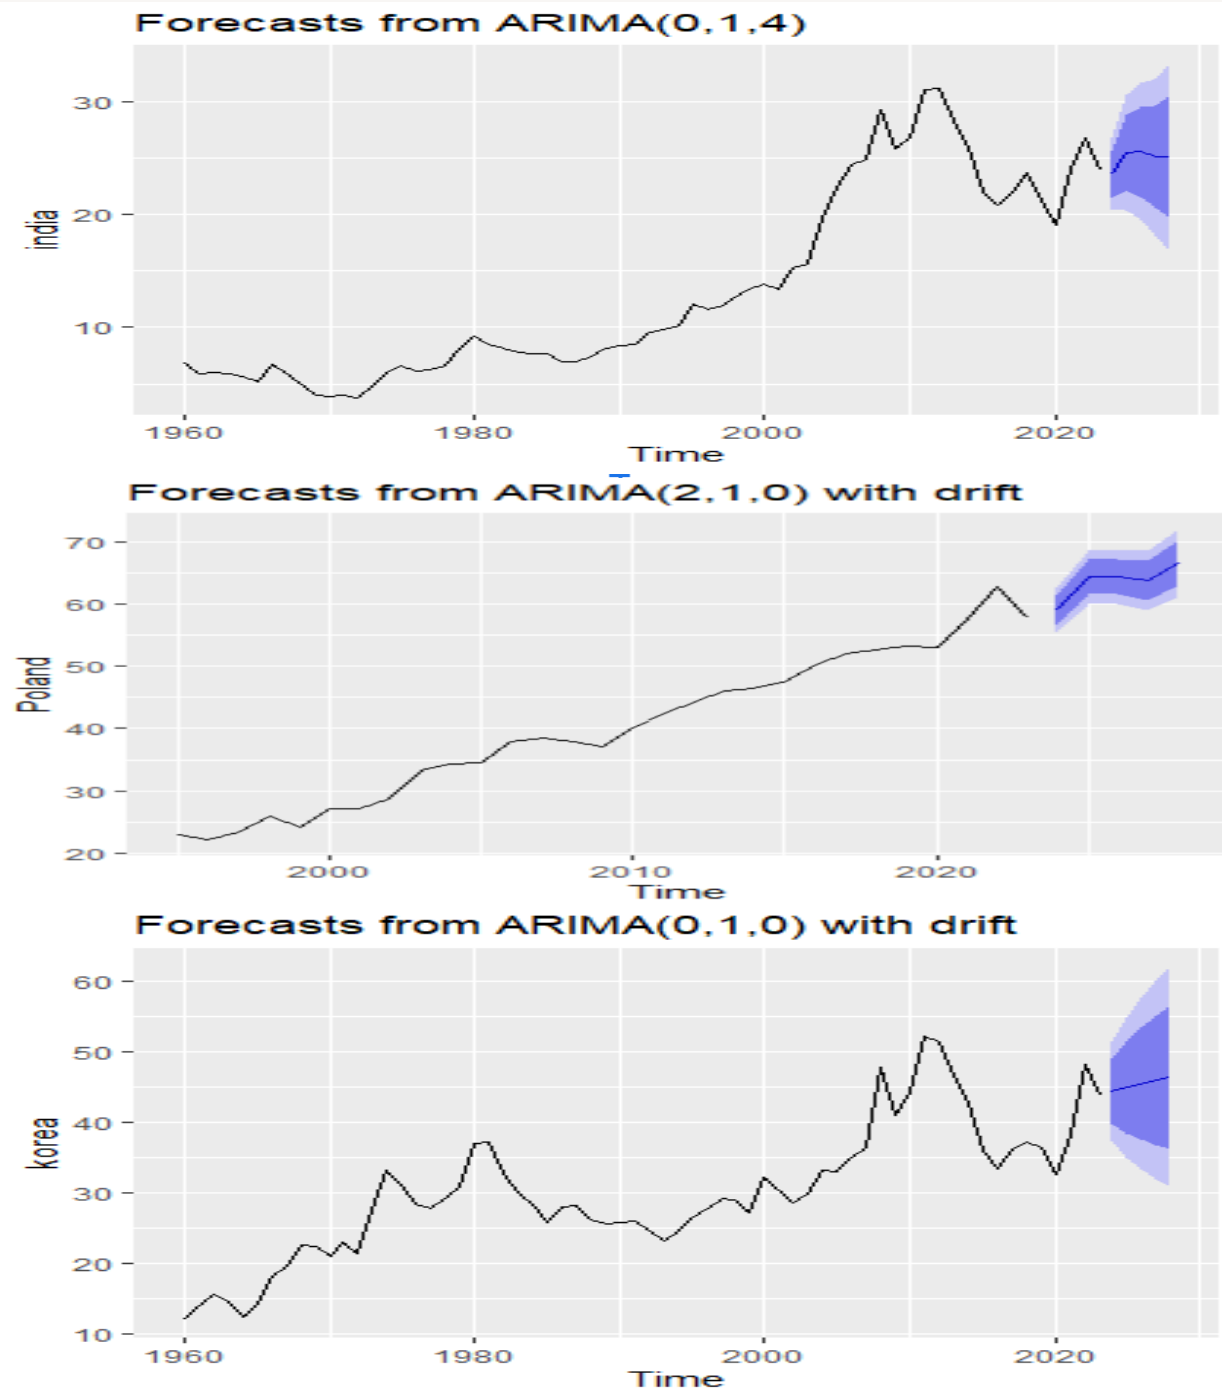 Forecasts from ARIMA(0,1,4)
30
20
10
india
1960 1980 2000 2020
Time
Forecasts from ARIMA(2,1,0) with drift
70
60
50
40
30
20
Poland
2000 2010 2020
Time
Forecasts from ARIMA(0,1,0) with drift
60
50
40
30
20
10
korea
1960 1980 2000 2020
Time